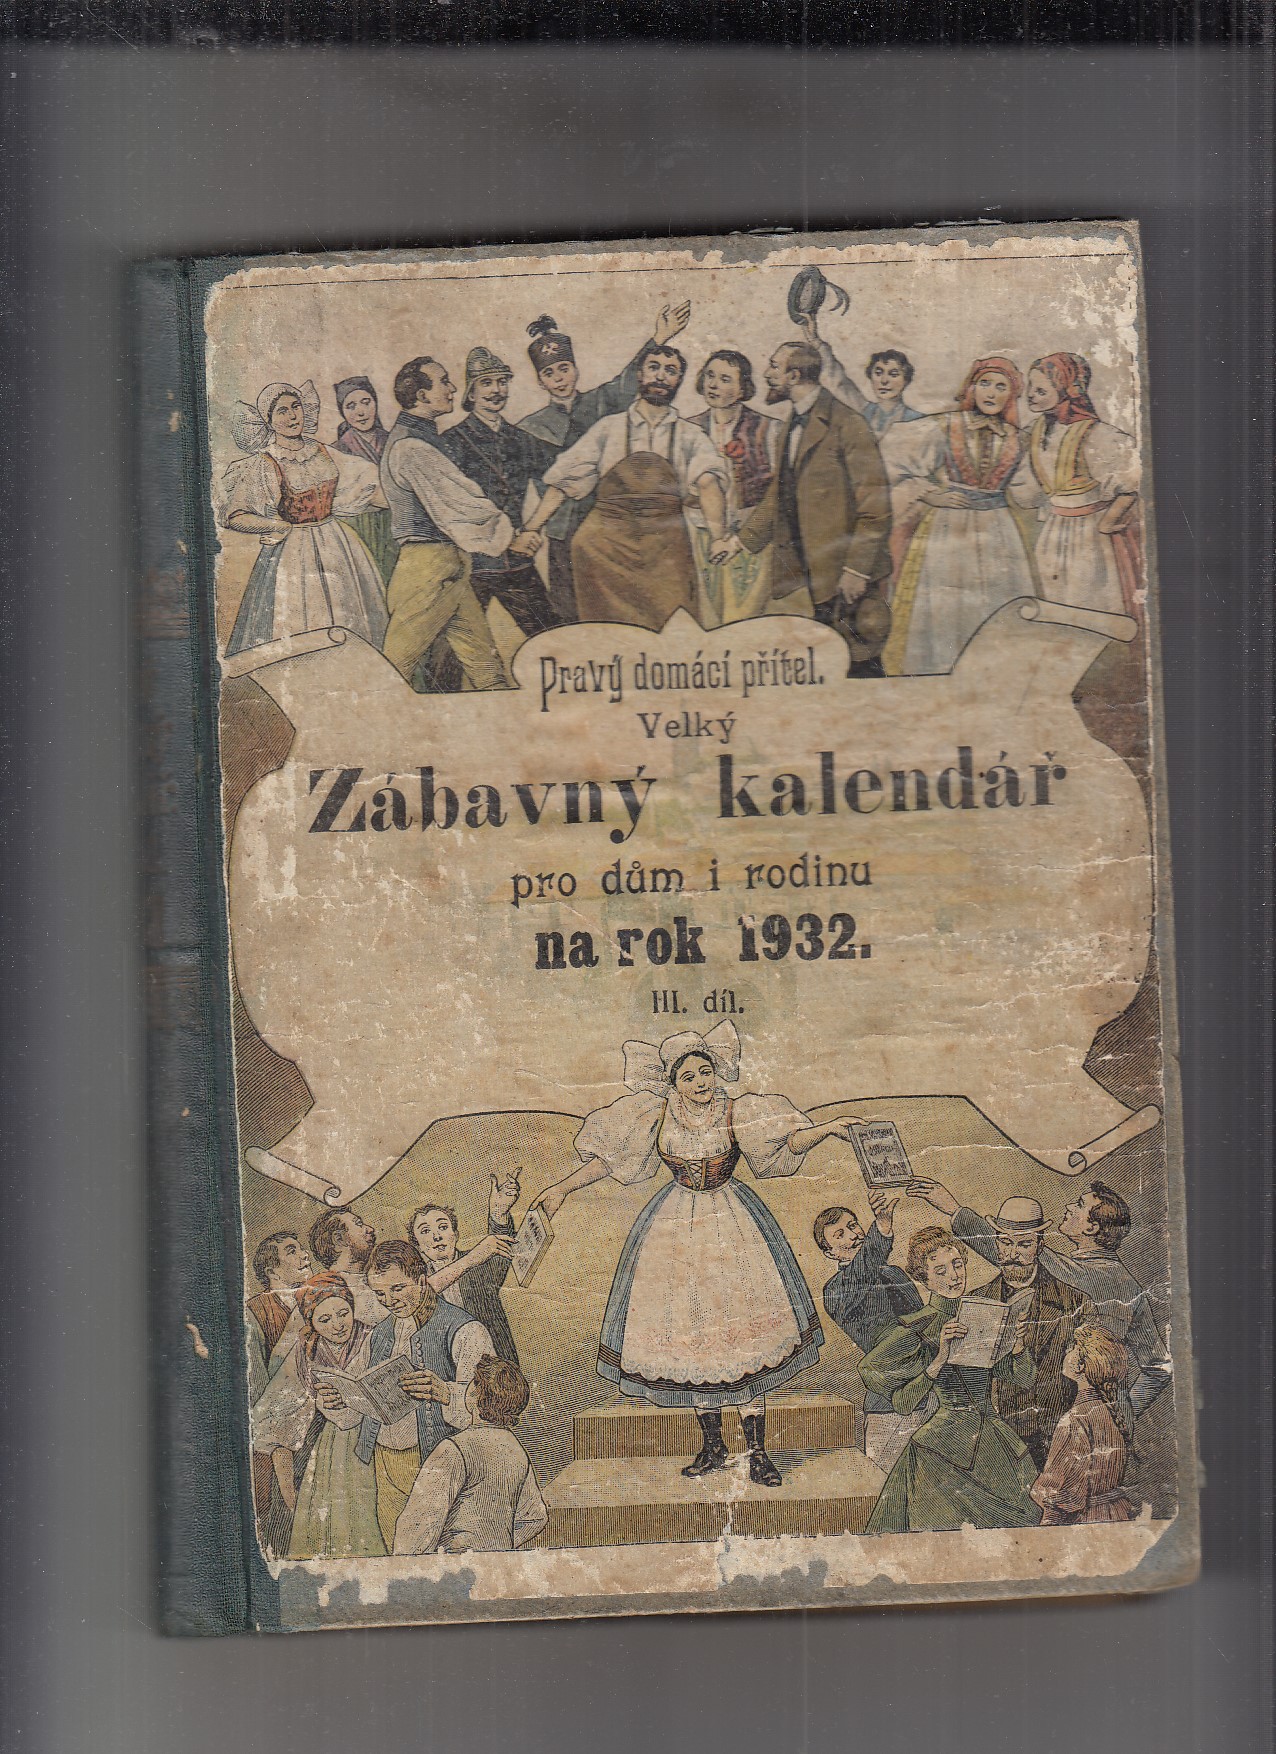 Pravý domácí přítel.
Velký
Zábavný kalendář
pro dům i rodinu
na rok 1932.
III. díl.